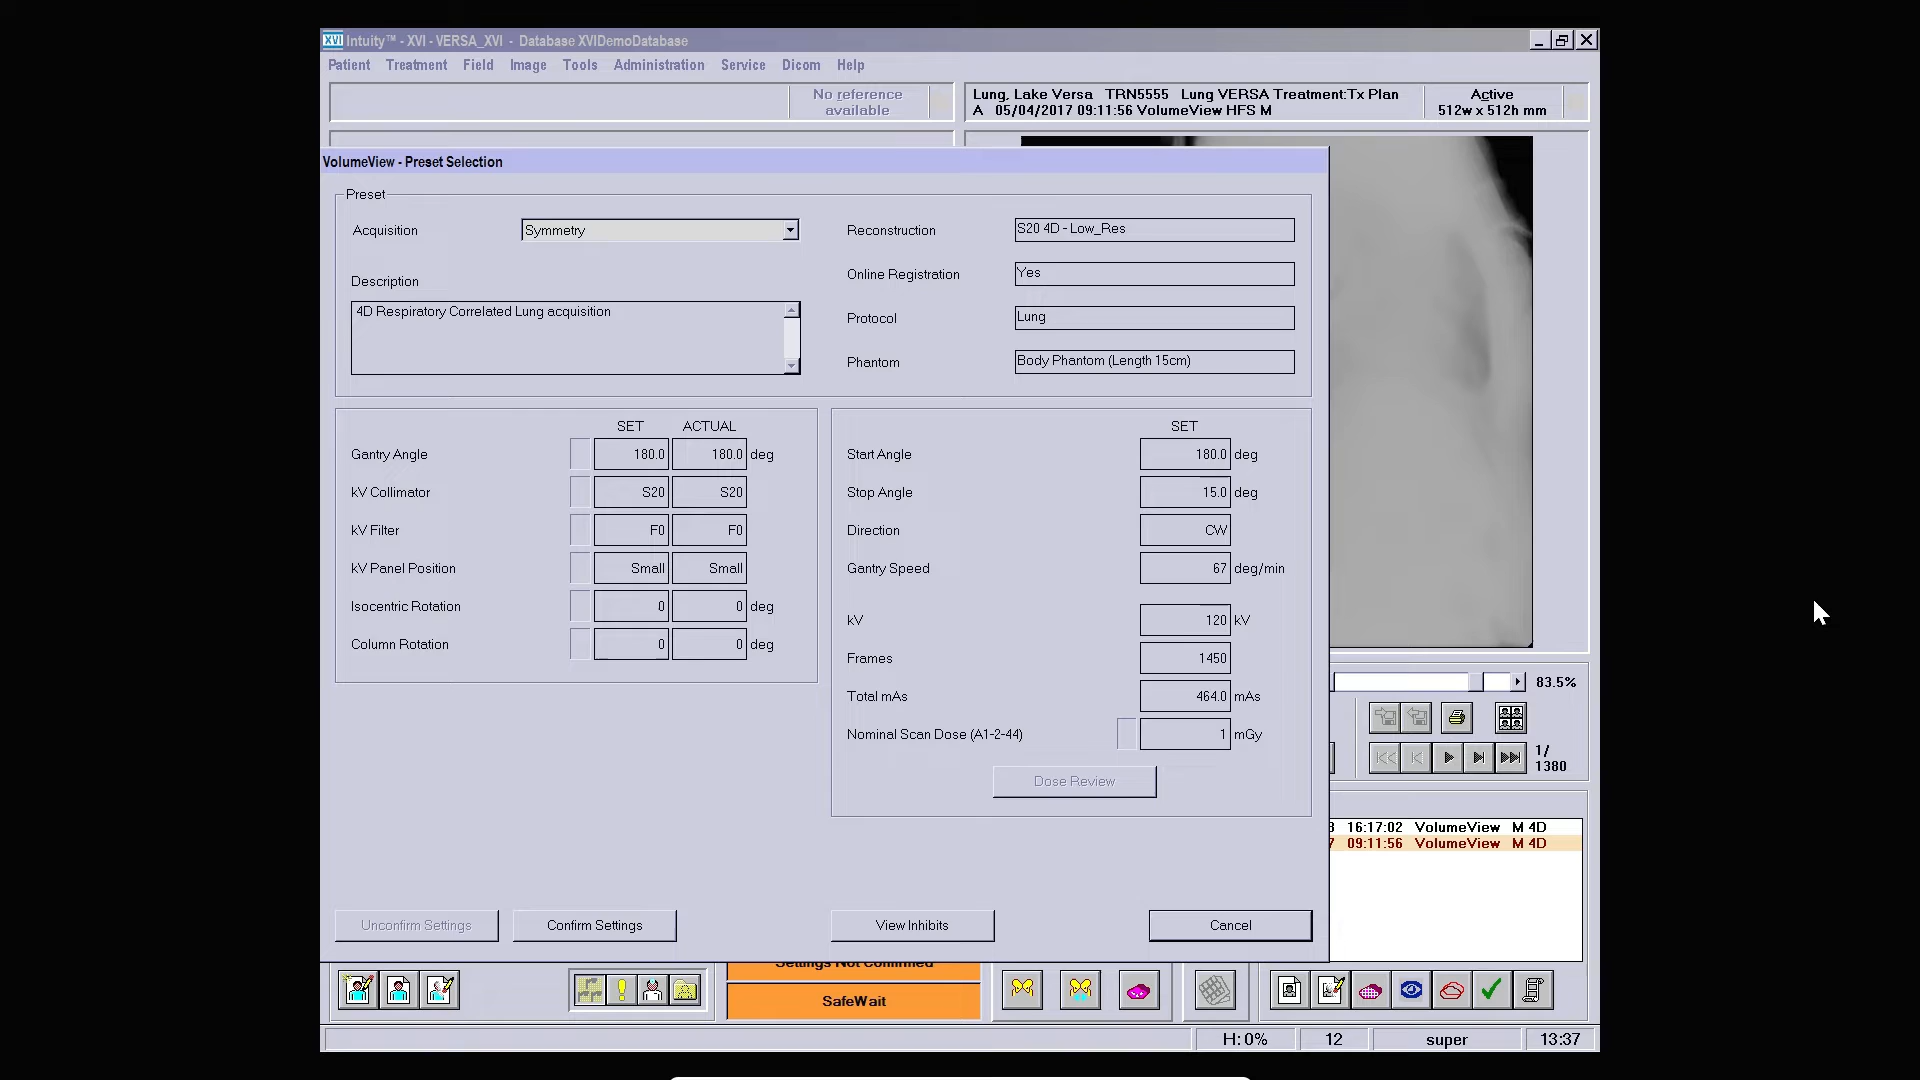 XVI Intuity™ - XVI - VERSA_XVI - Database XVIDemoDatabase
Patient Treatment Field Image Tools Administration Service Dicom Help
No reference available
Lung, Lake Versa TRN5555 Lung VERSA Treatment:Tx Plan
A 05/04/2017 09:11:56 VolumeView HFS M
Active
512w x 512h mm
VolumeView - Preset Selection
Preset
Acquisition Symmetry
Description
4D Respiratory Correlated Lung acquisition
Reconstruction S20 4D - Low_Res
Online Registration Yes
Protocol Lung
Phantom Body Phantom (Length 15cm)
SET ACTUAL
Gantry Angle 180.0 180.0 deg
kV Collimator S20 S20
kV Filter F0 F0
kV Panel Position Small Small
Isocentric Rotation 0 0 deg
Column Rotation 0 0 deg
SET
Start Angle 180.0 deg
Stop Angle 15.0 deg
Direction CW
Gantry Speed 67 deg/min
kV 120 kV
Frames 1450
Total mAs 464.0 mAs
Nominal Scan Dose (A1-2-44) 1 mGy
Dose Review
83.5%
1/
1380
16:17:02 VolumeView M 4D
09:11:56 VolumeView M 4D
Unconfirm Settings Confirm Settings View Inhibits Cancel
Settings Not Confirmed
SafeWait
H: 0% 12 super 13:37